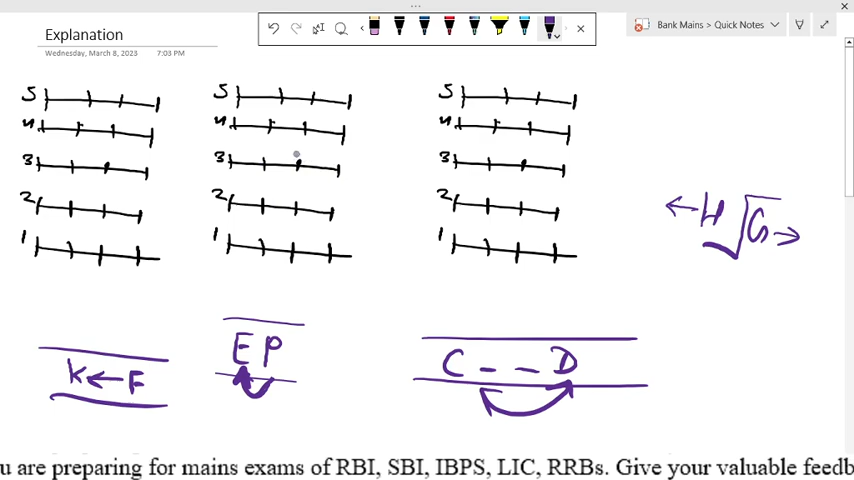 Explanation
Wednesday, March 8, 2023 7:03 PM
Bank Mains > Quick Notes
5 5 5
4 4 4
3 3 3
2 2 2
1 1 1
←H √G→
K←F
E P
C _ _ D
u are preparing for mains exams of RBI, SBI, IBPS, LIC, RRBs. Give your valuable feedb